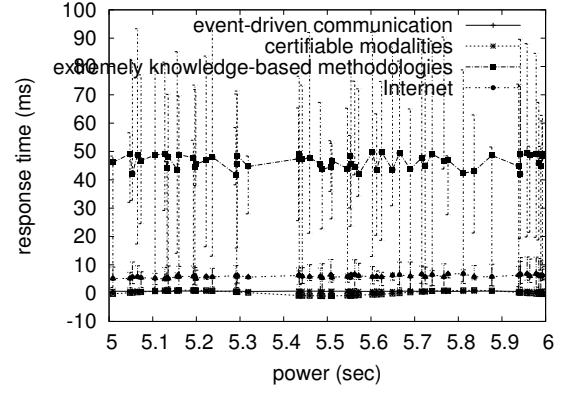 event-driven communication
certifiable modalities
extremely knowledge-based methodologies
Internet
100
90
80
70
60
50
40
30
20
10
0
-10
response time (ms)
5 5.1 5.2 5.3 5.4 5.5 5.6 5.7 5.8 5.9 6
power (sec)